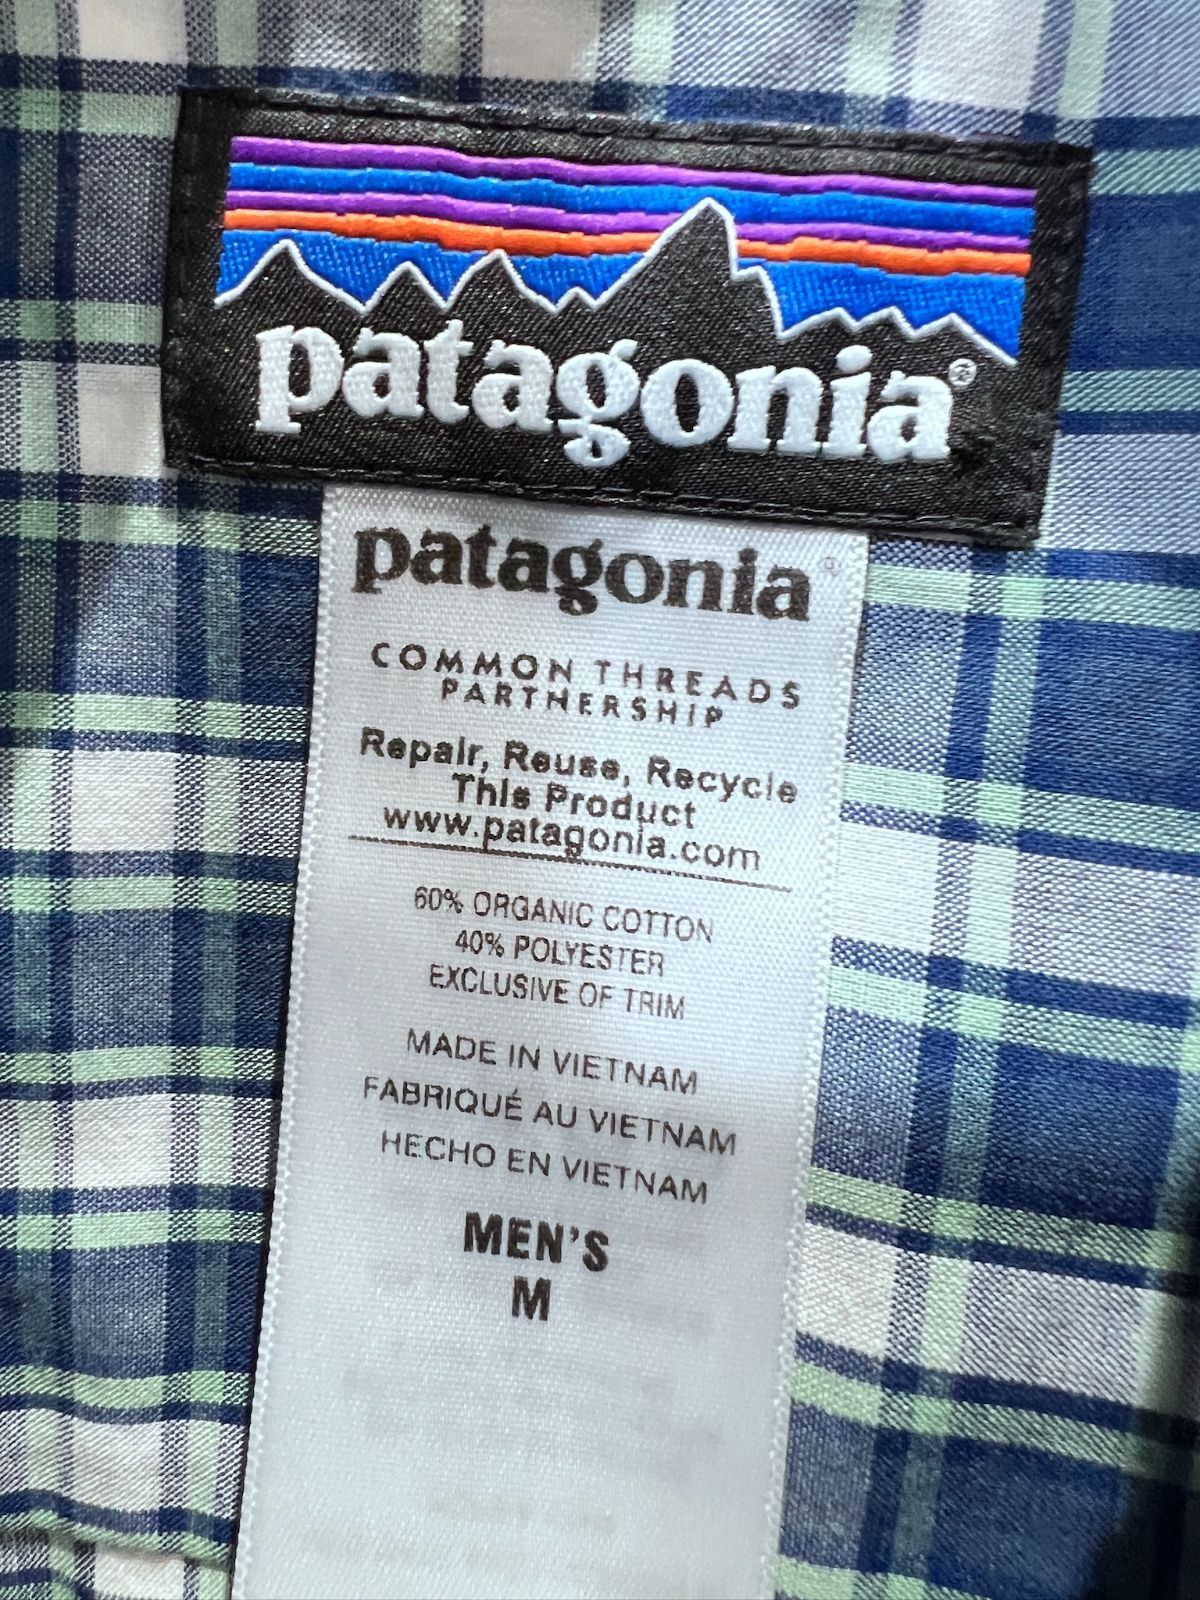 patagonia®
patagonia®
COMMON THREADS
PARTNERSHIP
Repair, Reuse, Recycle
This Product
www.patagonia.com
60% ORGANIC COTTON
40% POLYESTER
EXCLUSIVE OF TRIM
MADE IN VIETNAM
FABRIQUÉ AU VIETNAM
HECHO EN VIETNAM
MEN'S
M